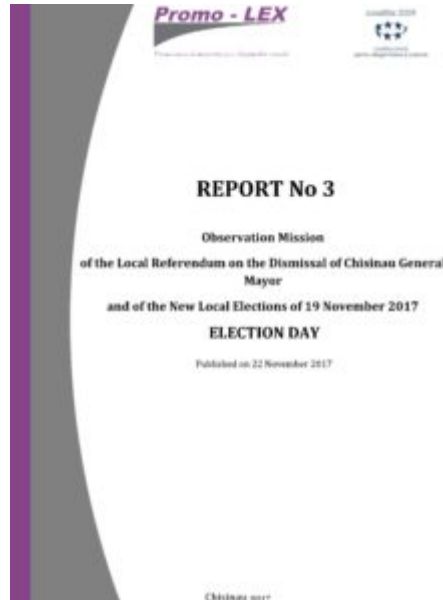 Promo - LEX
REPORT No 3
Observation Mission
of the Local Referendum on the Dismissal of Chisinau General
Mayor
and of the New Local Elections of 19 November 2017
ELECTION DAY
Published on 22 November 2017
Chisinau 2017